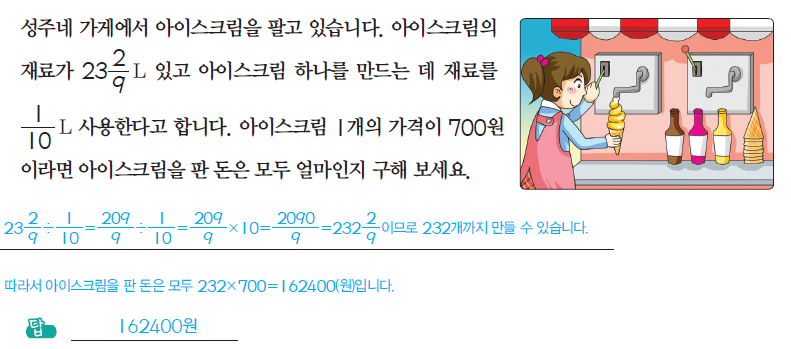 성주네 가게에서 아이스크림을 팔고 있습니다. 아이스크림의
재료가 23 2/9 L 있고 아이스크림 하나를 만드는 데 재료를
1/10 L 사용한다고 합니다. 아이스크림 1개의 가격이 700원
이라면 아이스크림을 판 돈은 모두 얼마인지 구해 보세요.
23 2/9 ÷ 1/10 = 209/9 ÷ 1/10 = 209/9 × 10 = 2090/9 = 232 2/9 이므로 232개까지 만들 수 있습니다.
따라서 아이스크림을 판 돈은 모두 232×700=162400(원)입니다.
답 162400원